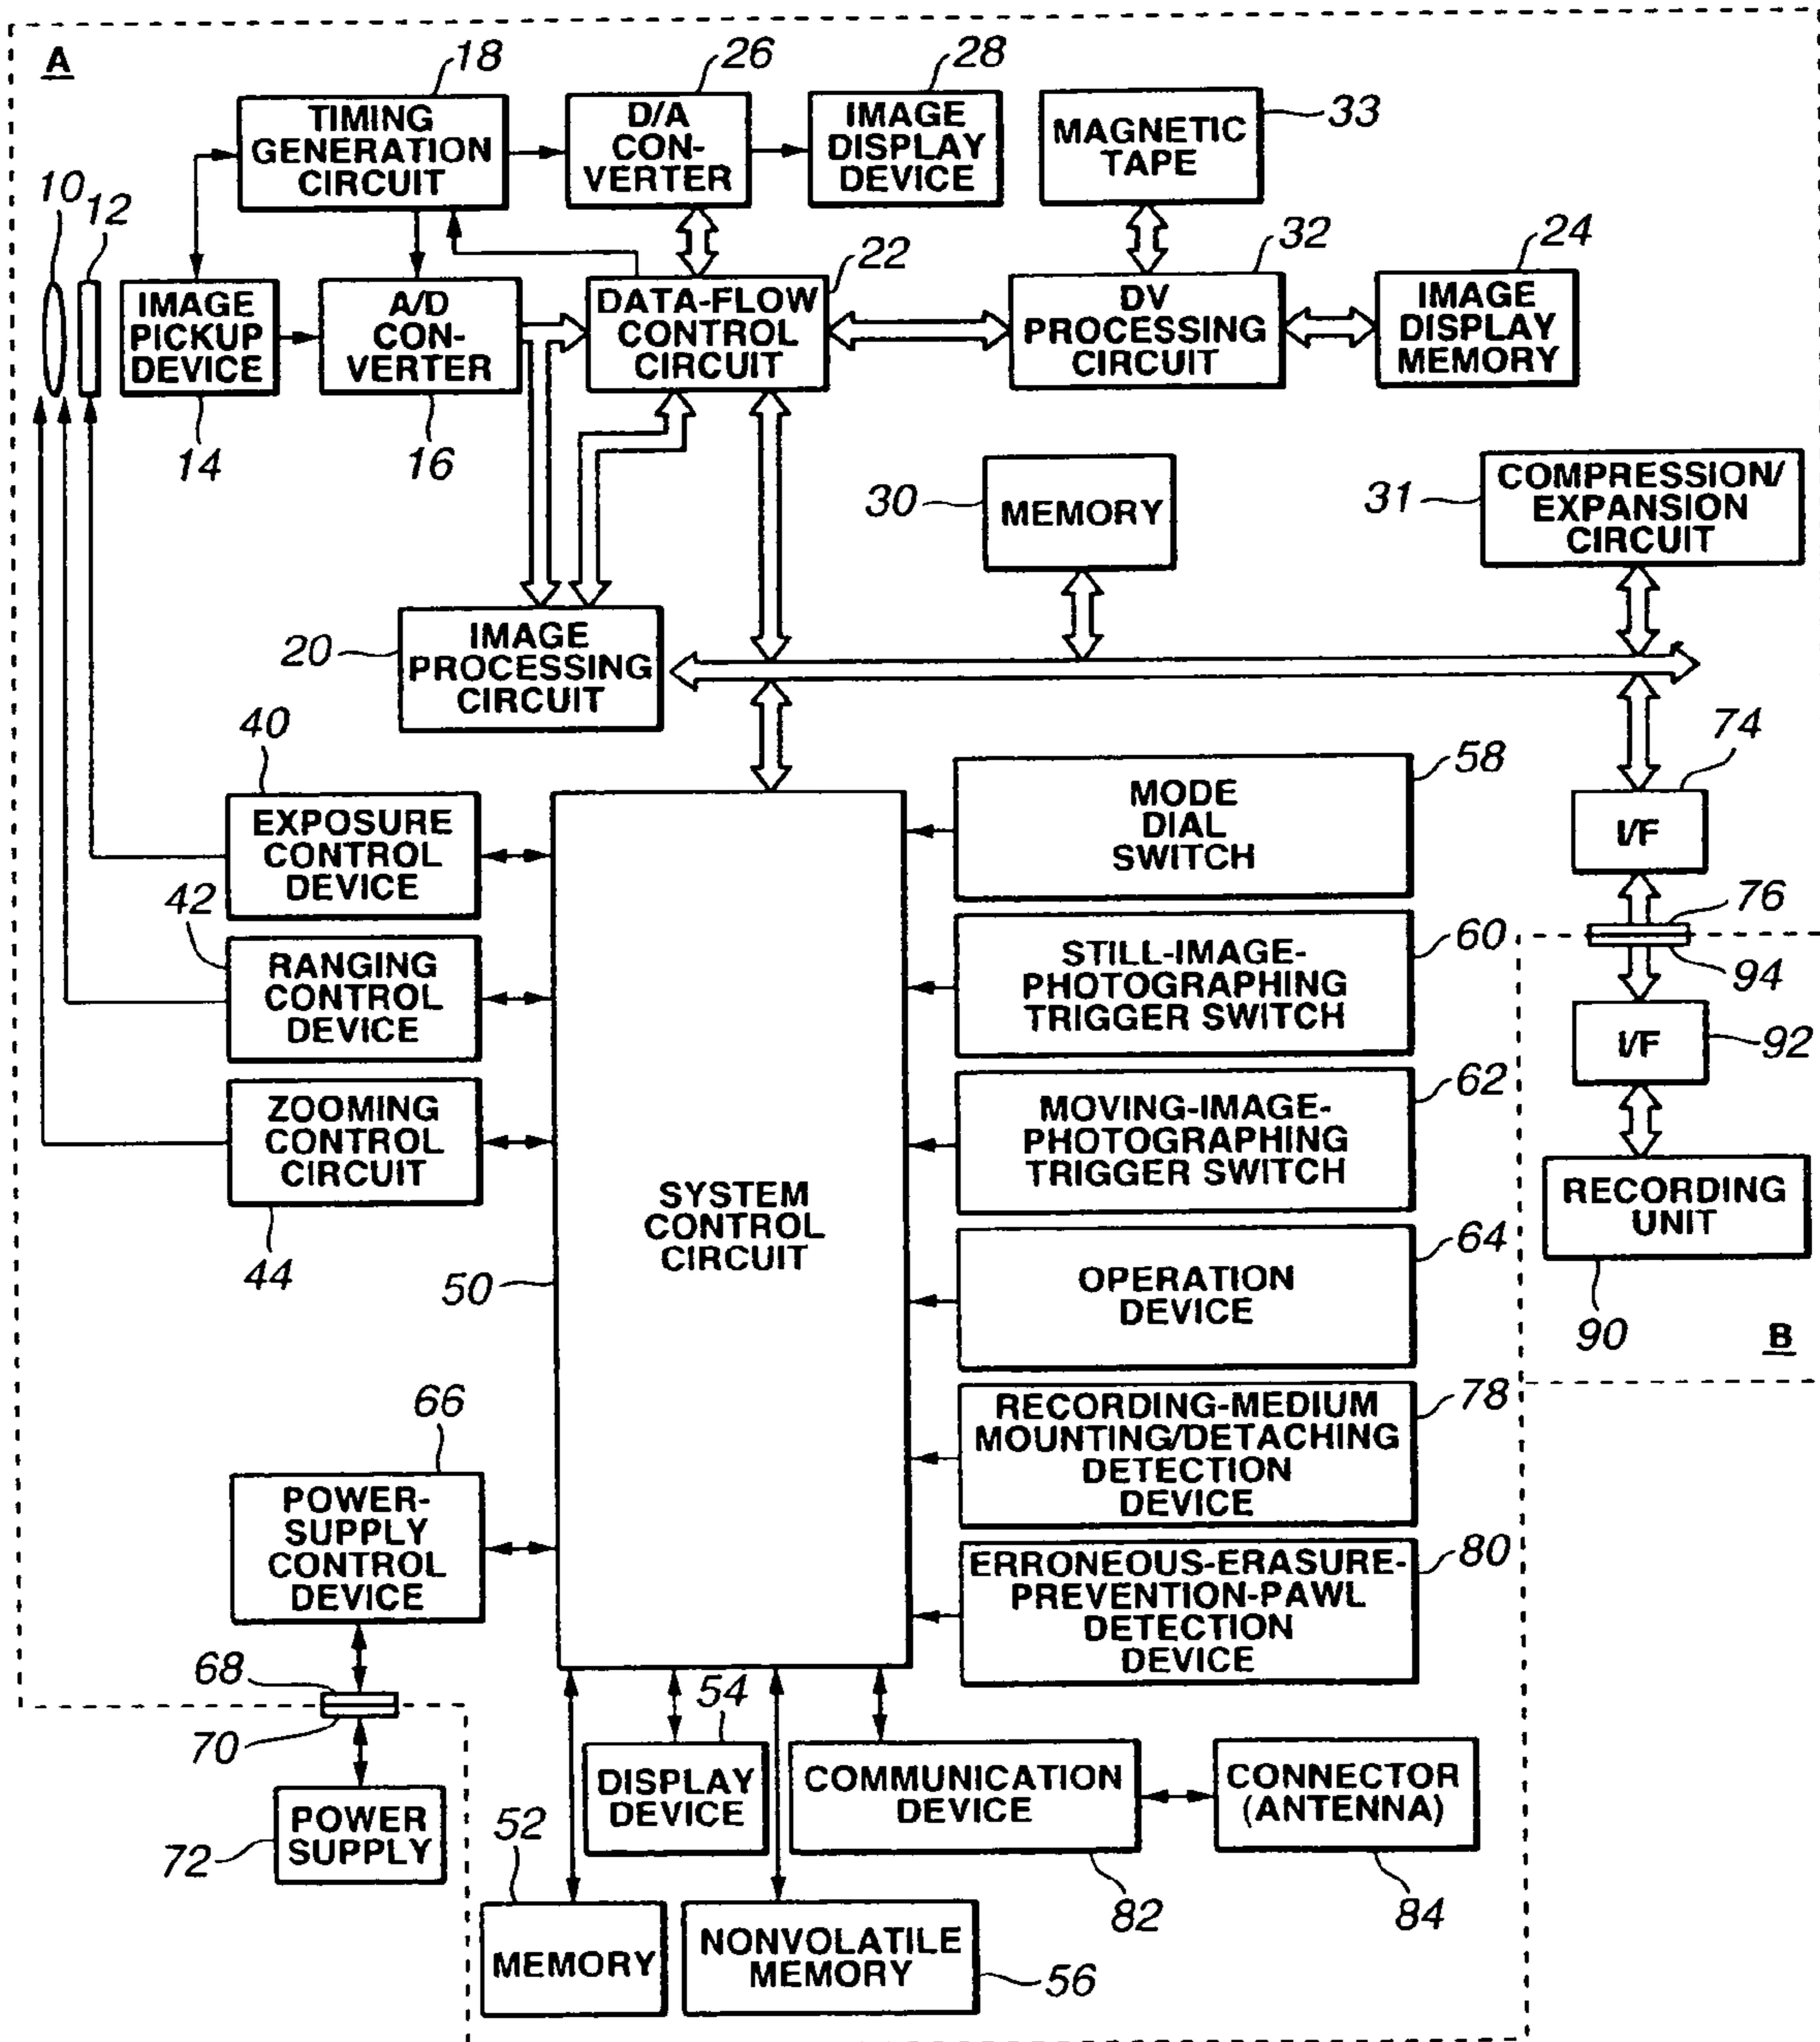 A
18
26
28
33
TIMING
GENERATION
CIRCUIT
D/A
CON-
VERTER
IMAGE
DISPLAY
DEVICE
MAGNETIC
TAPE
10
12
22
32
24
IMAGE
PICKUP
DEVICE
A/D
CON-
VERTER
DATA-FLOW
CONTROL
CIRCUIT
DV
PROCESSING
CIRCUIT
IMAGE
DISPLAY
MEMORY
14
16
30
MEMORY
31
COMPRESSION/
EXPANSION
CIRCUIT
20
IMAGE
PROCESSING
CIRCUIT
40
EXPOSURE
CONTROL
DEVICE
42
RANGING
CONTROL
DEVICE
ZOOMING
CONTROL
CIRCUIT
44
SYSTEM
CONTROL
CIRCUIT
50
58
MODE
DIAL
SWITCH
60
STILL-IMAGE-
PHOTOGRAPHING
TRIGGER SWITCH
62
MOVING-IMAGE-
PHOTOGRAPHING
TRIGGER SWITCH
64
OPERATION
DEVICE
78
RECORDING-MEDIUM
MOUNTING/DETACHING
DETECTION
DEVICE
80
ERRONEOUS-ERASURE-
PREVENTION-PAWL
DETECTION
DEVICE
74
I/F
76
94
I/F
92
RECORDING
UNIT
90
B
66
POWER-
SUPPLY
CONTROL
DEVICE
68
70
POWER
SUPPLY
72
54
DISPLAY
DEVICE
COMMUNICATION
DEVICE
82
CONNECTOR
(ANTENNA)
84
52
MEMORY
NONVOLATILE
MEMORY
56